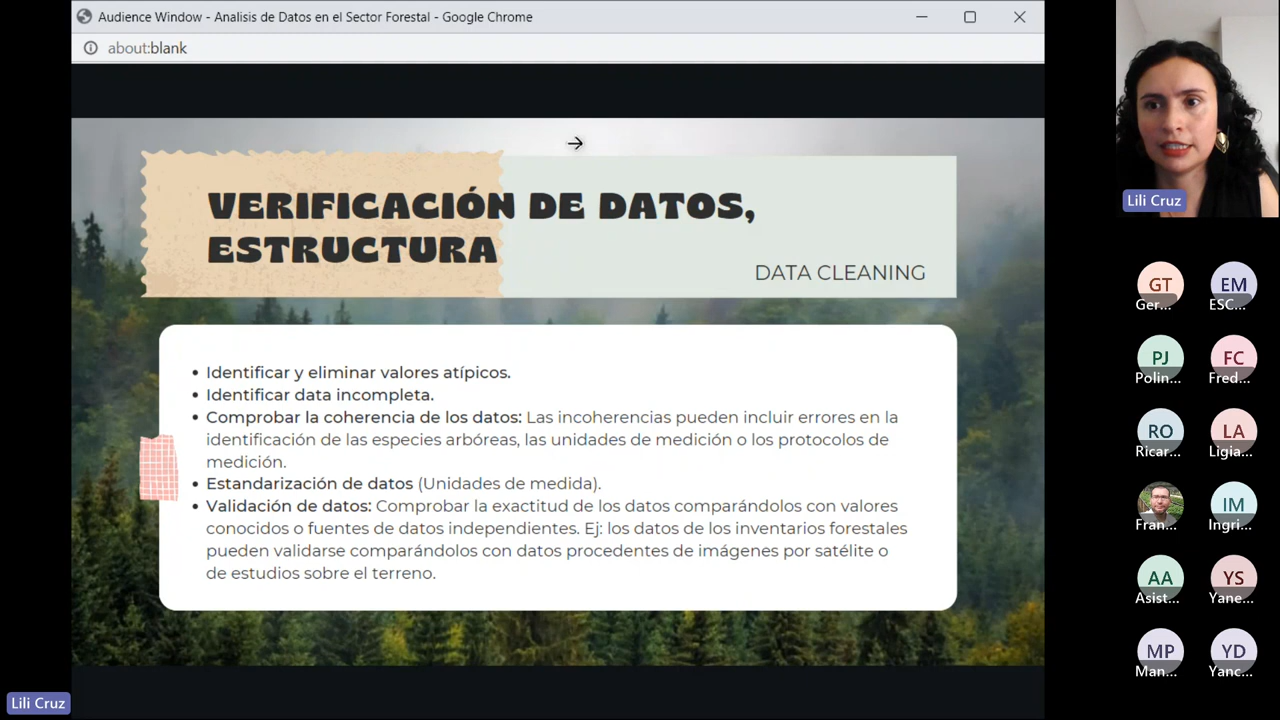 Audience Window - Analisis de Datos en el Sector Forestal - Google Chrome
about:blank
VERIFICACIÓN DE DATOS,
ESTRUCTURA
DATA CLEANING
• Identificar y eliminar valores atípicos.
• Identificar data incompleta.
• Comprobar la coherencia de los datos: Las incoherencias pueden incluir errores en la
identificación de las especies arbóreas, las unidades de medición o los protocolos de
medición.
• Estandarización de datos (Unidades de medida).
• Validación de datos: Comprobar la exactitud de los datos comparándolos con valores
conocidos o fuentes de datos independientes. Ej: los datos de los inventarios forestales
pueden validarse comparándolos con datos procedentes de imágenes por satélite o
de estudios sobre el terreno.
Lili Cruz
GT EM
Ger... ESC...
PJ FC
Polin... Fred...
RO LA
Ricar... Ligia...
IM
Fran... Ingri...
AA YS
Asist... Yane...
MP YD
Man... Yanc...
Lili Cruz